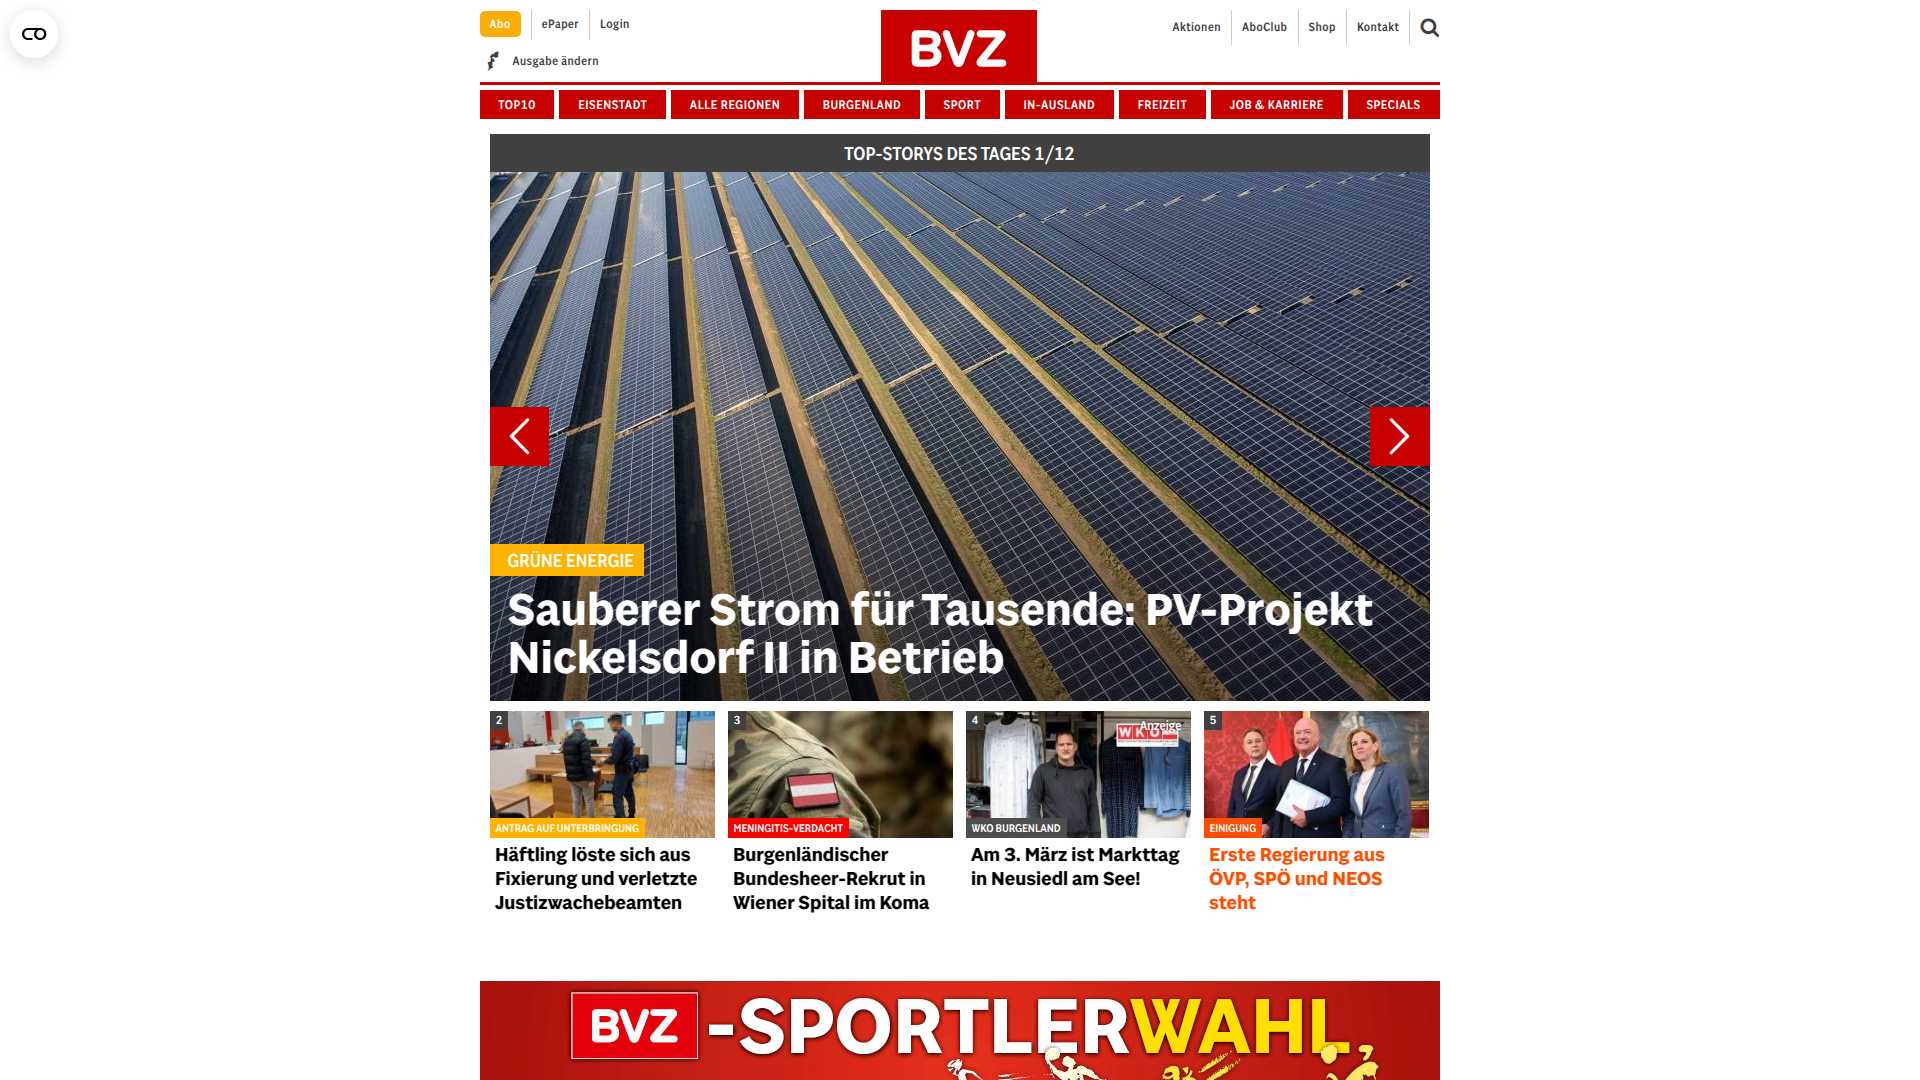 Abo
ePaper
Login
Ausgabe ändern
BVZ
Aktionen
AboClub
Shop
Kontakt
TOP10
EISENSTADT
ALLE REGIONEN
BURGENLAND
SPORT
IN-AUSLAND
FREIZEIT
JOB & KARRIERE
SPECIALS
TOP-STORYS DES TAGES 1/12
GRÜNE ENERGIE
Sauberer Strom für Tausende: PV-Projekt
Nickelsdorf II in Betrieb
2
ANTRAG AUF UNTERBRINGUNG
Häftling löste sich aus
Fixierung und verletzte
Justizwachebeamten
3
MENINGITIS-VERDACHT
Burgenländischer
Bundesheer-Rekrut in
Wiener Spital im Koma
4
Anzeige
WKO
WKO BURGENLAND
Am 3. März ist Markttag
in Neusiedl am See!
5
EINIGUNG
Erste Regierung aus
ÖVP, SPÖ und NEOS
steht
BVZ-SPORTLERWAHL